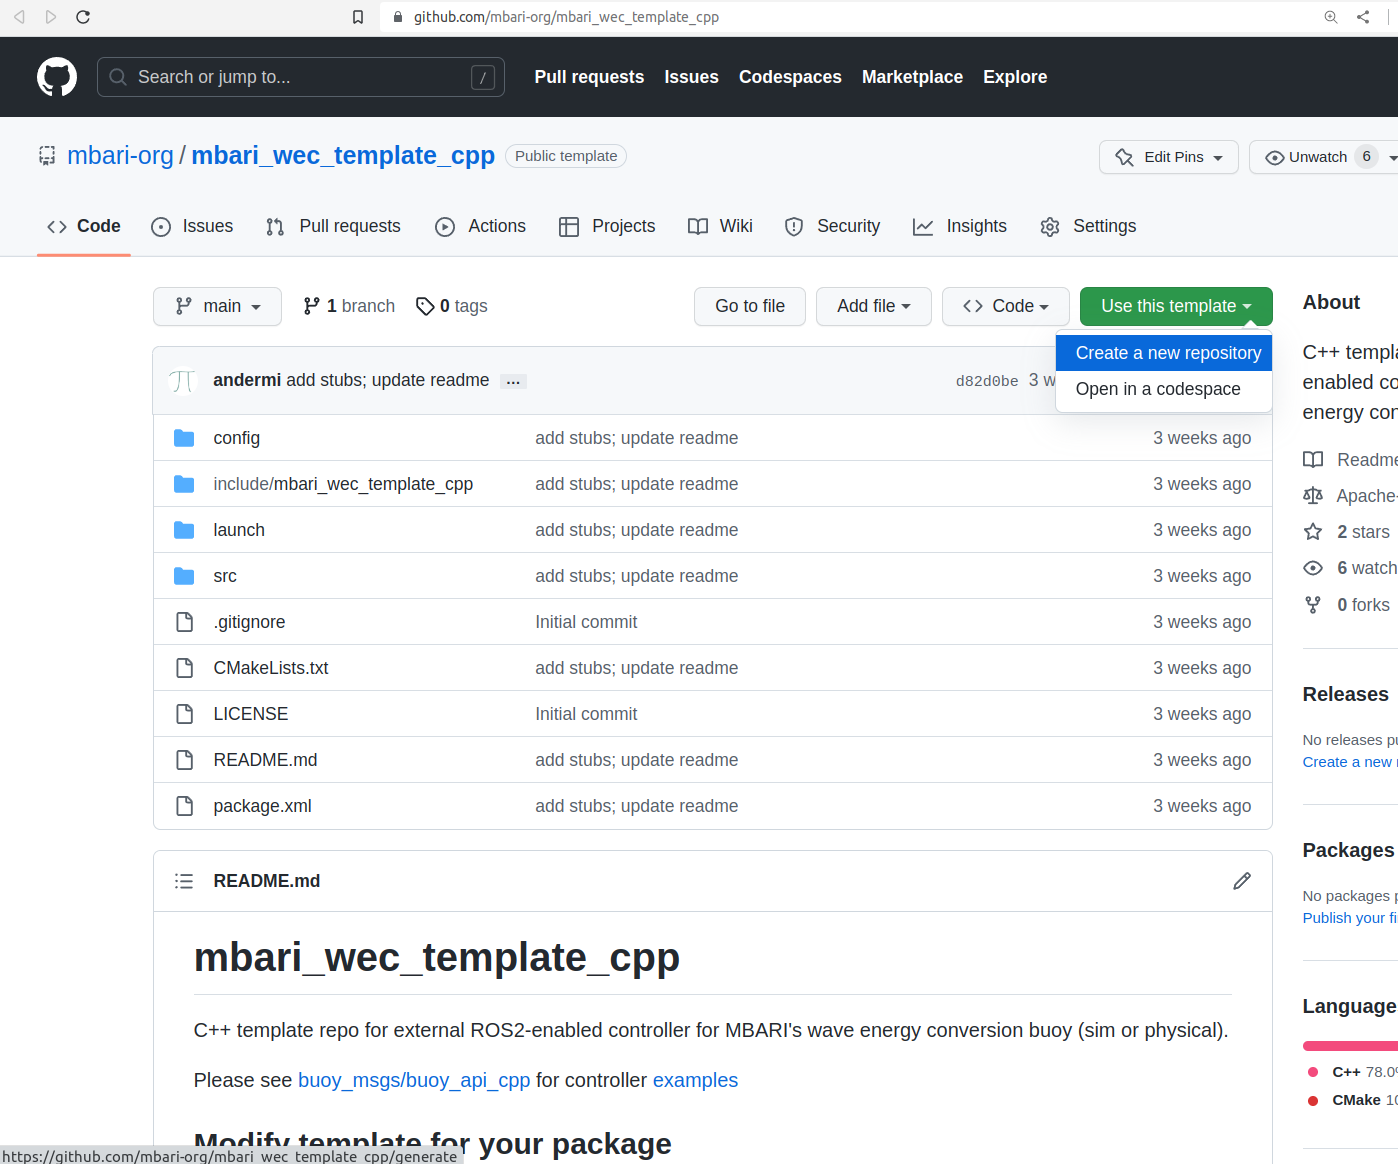 github.com/mbari-org/mbari_wec_template_cpp
Search or jump to... /
Pull requests Issues Codespaces Marketplace Explore
mbari-org / mbari_wec_template_cpp Public template
Edit Pins Unwatch 6
Code Issues Pull requests Actions Projects Wiki Security Insights Settings
main 1 branch 0 tags Go to file Add file Code Use this template
Create a new repository
Open in a codespace
andermi add stubs; update readme ... d82d0be 3 w
config add stubs; update readme 3 weeks ago
include/mbari_wec_template_cpp add stubs; update readme 3 weeks ago
launch add stubs; update readme 3 weeks ago
src add stubs; update readme 3 weeks ago
.gitignore Initial commit 3 weeks ago
CMakeLists.txt add stubs; update readme 3 weeks ago
LICENSE Initial commit 3 weeks ago
README.md add stubs; update readme 3 weeks ago
package.xml add stubs; update readme 3 weeks ago
README.md
mbari_wec_template_cpp
C++ template repo for external ROS2-enabled controller for MBARI's wave energy conversion buoy (sim or physical).
Please see buoy_msgs/buoy_api_cpp for controller examples
Modify template for your package
https://github.com/mbari-org/mbari_wec_template_cpp/generate
About
C++ templa
enabled co
energy con
Readme
Apache-
2 stars
6 watch
0 forks
Releases
No releases pu
Create a new
Packages
No packages p
Publish your fi
Language
C++ 78.0
CMake 10